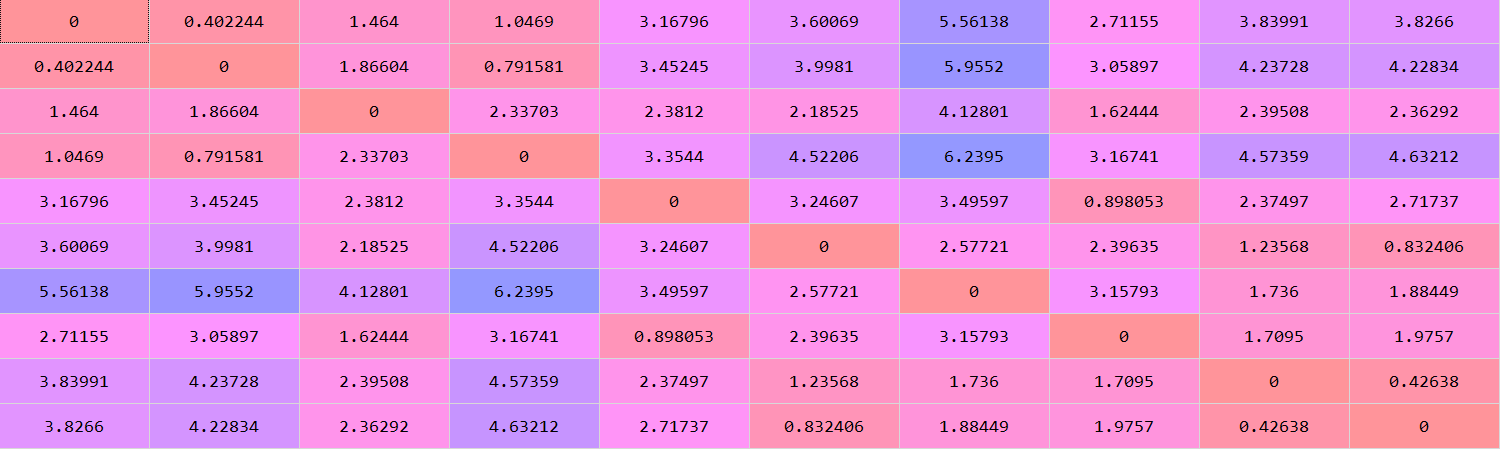 0 0.402244 1.464 1.0469 3.16796 3.60069 5.56138 2.71155 3.83991 3.8266
0.402244 0 1.86604 0.791581 3.45245 3.9981 5.9552 3.05897 4.23728 4.22834
1.464 1.86604 0 2.33703 2.3812 2.18525 4.12801 1.62444 2.39508 2.36292
1.0469 0.791581 2.33703 0 3.3544 4.52206 6.2395 3.16741 4.57359 4.63212
3.16796 3.45245 2.3812 3.3544 0 3.24607 3.49597 0.898053 2.37497 2.71737
3.60069 3.9981 2.18525 4.52206 3.24607 0 2.57721 2.39635 1.23568 0.832406
5.56138 5.9552 4.12801 6.2395 3.49597 2.57721 0 3.15793 1.736 1.88449
2.71155 3.05897 1.62444 3.16741 0.898053 2.39635 3.15793 0 1.7095 1.9757
3.83991 4.23728 2.39508 4.57359 2.37497 1.23568 1.736 1.7095 0 0.42638
3.8266 4.22834 2.36292 4.63212 2.71737 0.832406 1.88449 1.9757 0.42638 0